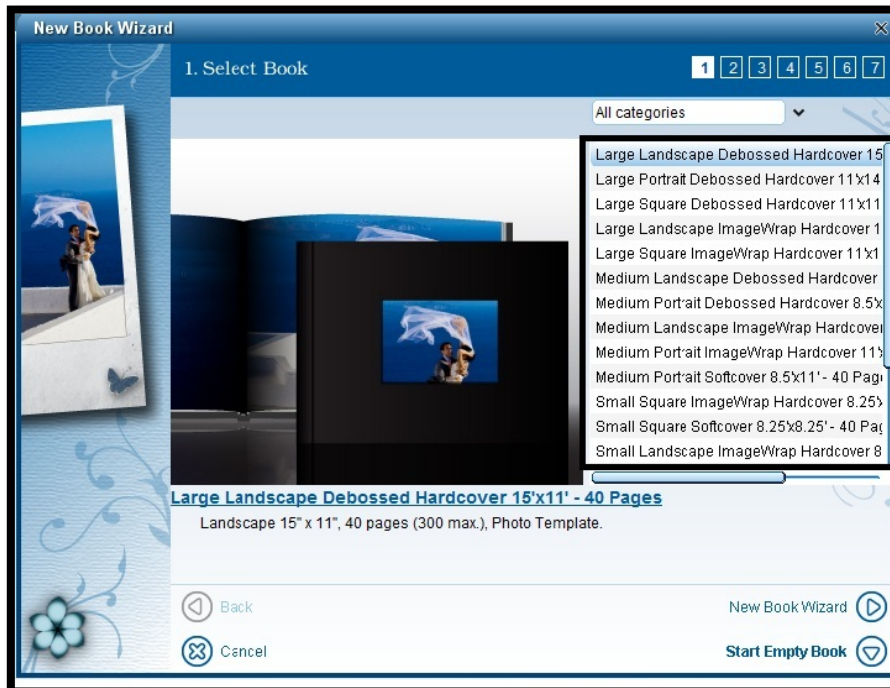 New Book Wizard
1. Select Book
1 2 3 4 5 6 7
All categories
Large Landscape Debossed Hardcover 15
Large Portrait Debossed Hardcover 11'x14
Large Square Debossed Hardcover 11'x11
Large Landscape ImageWrap Hardcover 1
Large Square ImageWrap Hardcover 11'x1
Medium Landscape Debossed Hardcover
Medium Portrait Debossed Hardcover 8.5'x
Medium Landscape ImageWrap Hardcover
Medium Portrait ImageWrap Hardcover 11'x
Medium Portrait Softcover 8.5'x11' - 40 Page
Small Square ImageWrap Hardcover 8.25'x
Small Square Softcover 8.25'x8.25' - 40 Pag
Small Landscape ImageWrap Hardcover 8
Large Landscape Debossed Hardcover 15'x11' - 40 Pages
Landscape 15" x 11", 40 pages (300 max.), Photo Template.
Back
New Book Wizard
Cancel
Start Empty Book